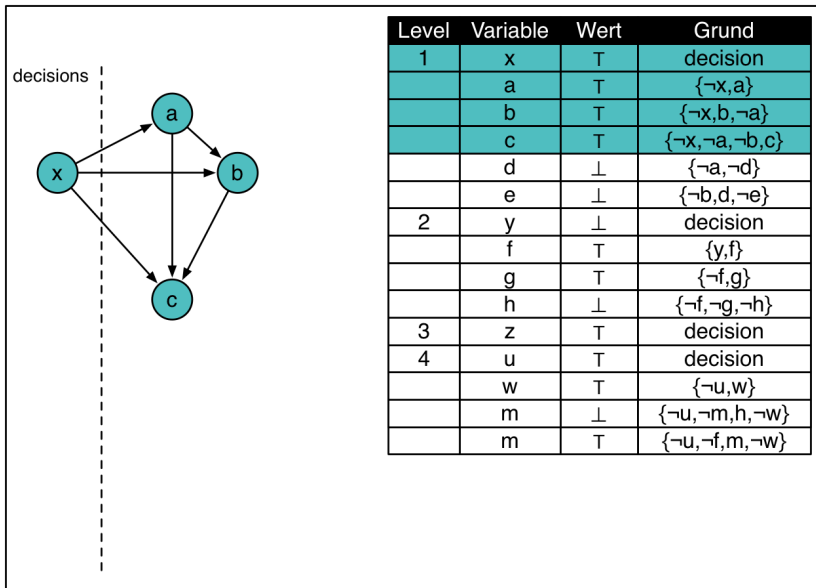 decisions
a
x
b
c
Level Variable Wert Grund
1 x ⊤ decision
a ⊤ {¬x,a}
b ⊤ {¬x,b,¬a}
c ⊤ {¬x,¬a,¬b,c}
d ⊥ {¬a,¬d}
e ⊥ {¬b,d,¬e}
2 y ⊥ decision
f ⊤ {y,f}
g ⊤ {¬f,g}
h ⊥ {¬f,¬g,¬h}
3 z ⊤ decision
4 u ⊤ decision
w ⊤ {¬u,w}
m ⊥ {¬u,¬m,h,¬w}
m ⊤ {¬u,¬f,m,¬w}